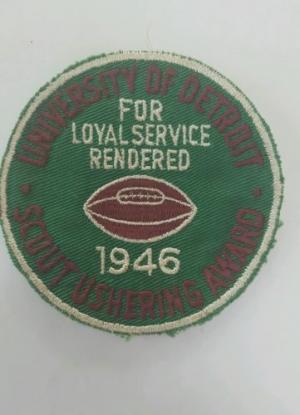 UNIVERSITY OF DETROIT
FOR
LOYAL SERVICE
RENDERED
1946
SCOUT USHERING AWARD